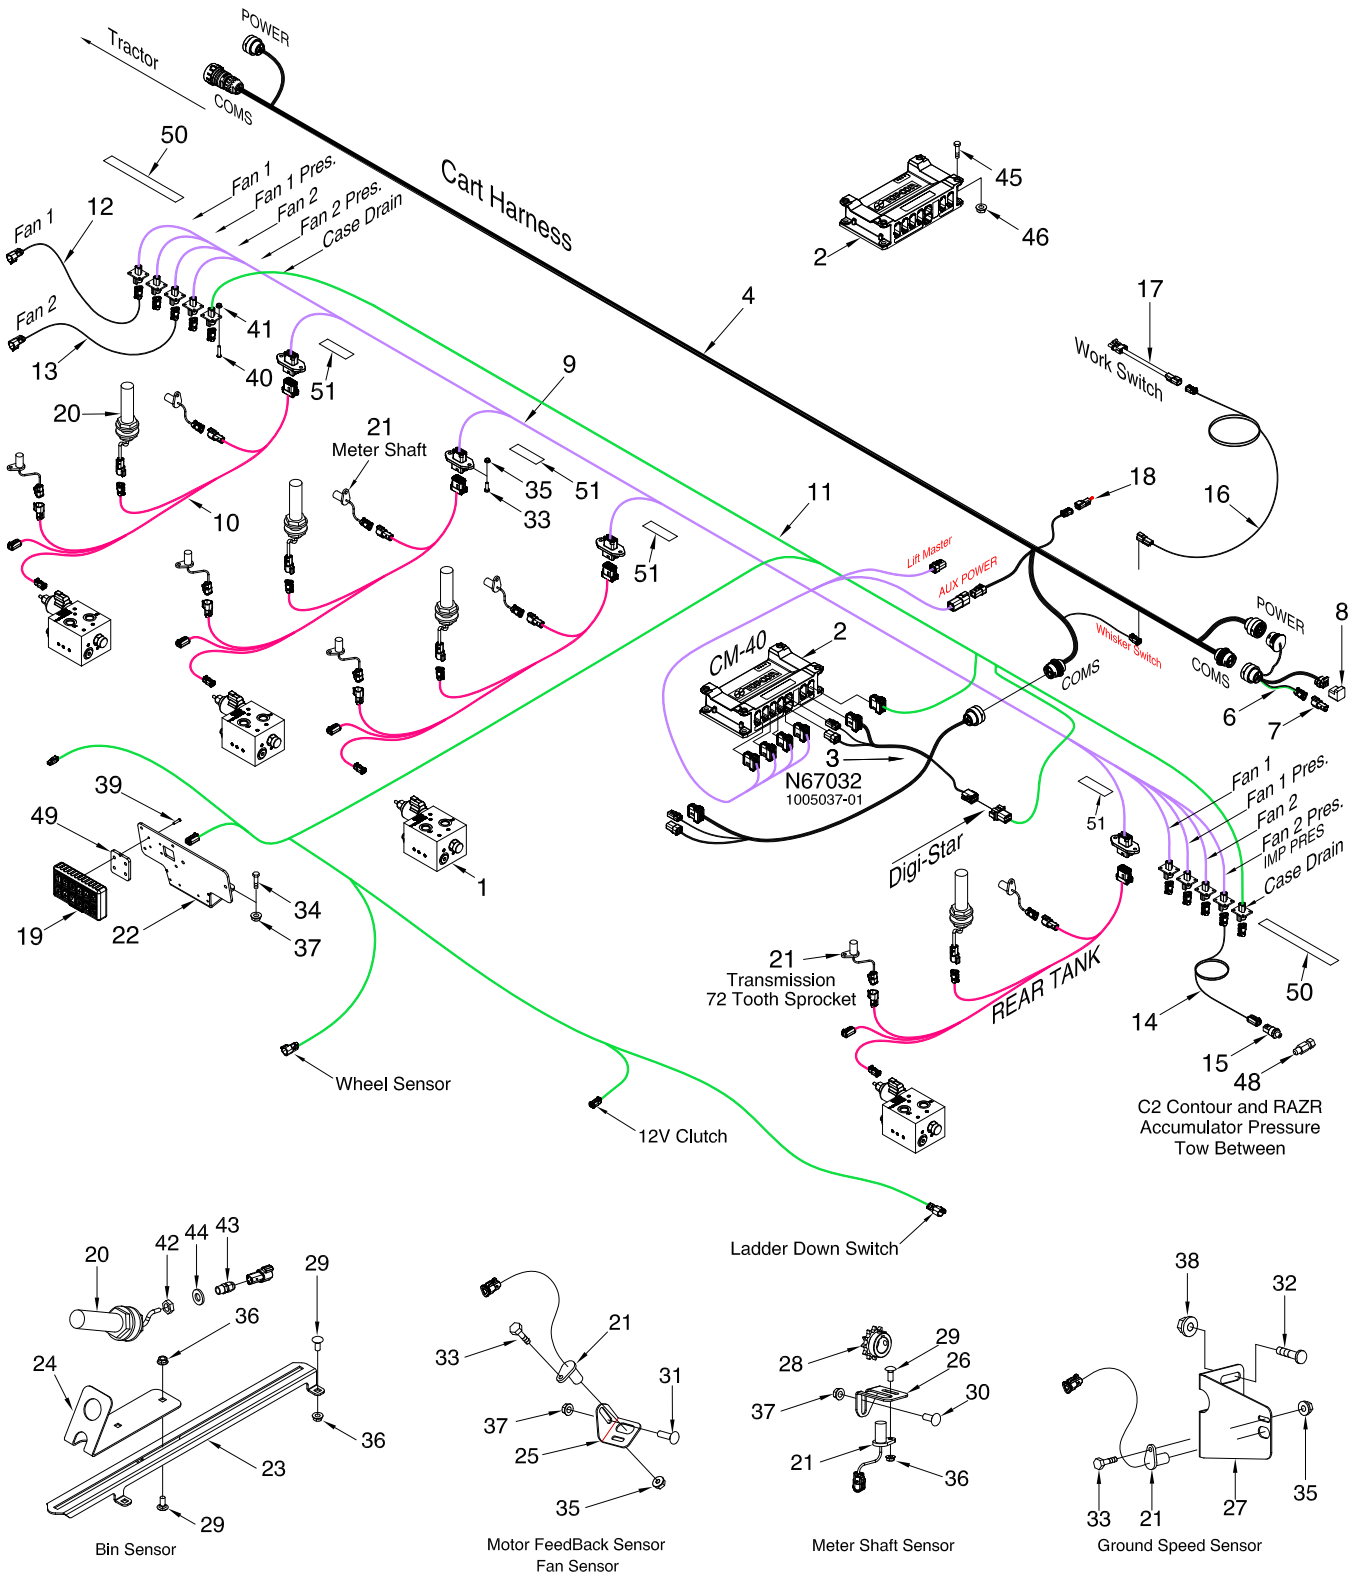 POWER
Tractor
COMS
50
Fan 1
Fan 1 Pres.
Fan 2
Fan 2 Pres.
Case Drain
Cart Harness
45
46
2
12
Fan 1
Fan 2
13
41
40
51
4
17
Work Switch
9
20
21
Meter Shaft
35
33
51
18
16
11
10
51
Lift Master
AUX POWER
POWER
8
Whisker Switch
COMS
CM-40
2
COMS
6
7
3
N67032
1005037-01
39
49
19
22
34
37
1
Digi-Star
51
Fan 1
Fan 1 Pres.
Fan 2
Fan 2 Pres.
IMP PRES
Case Drain
21
Transmission
72 Tooth Sprocket
REAR TANK
14
50
15
48
C2 Contour and RAZR
Accumulator Pressure
Tow Between
Wheel Sensor
12V Clutch
Ladder Down Switch
20
42
44
43
29
36
24
36
23
29
Bin Sensor
33
21
31
37
25
35
Motor FeedBack Sensor
Fan Sensor
28
29
26
37
30
21
36
Meter Shaft Sensor
38
32
33
21
27
35
Ground Speed Sensor